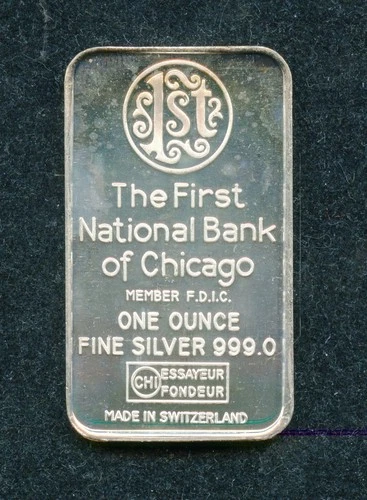 1st
The First
National Bank
of Chicago
MEMBER F.D.I.C.
ONE OUNCE
FINE SILVER 999.0
CHI ESSAYEUR
FONDEUR
MADE IN SWITZERLAND